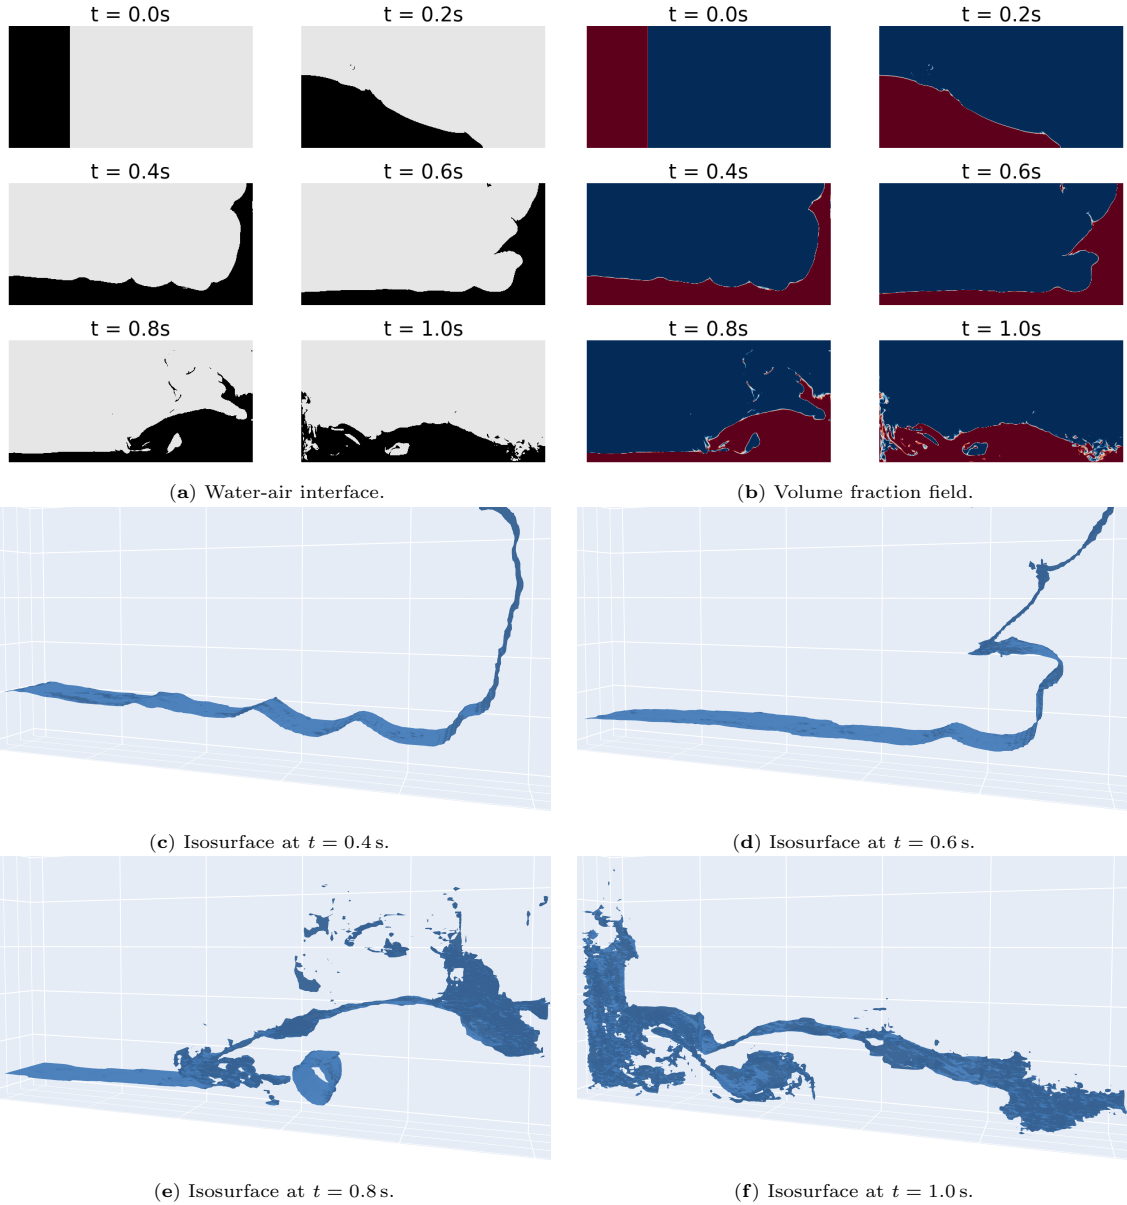 t = 0.0s
t = 0.2s
t = 0.0s
t = 0.2s
t = 0.4s
t = 0.6s
t = 0.4s
t = 0.6s
t = 0.8s
t = 1.0s
t = 0.8s
t = 1.0s
(a) Water-air interface.
(b) Volume fraction field.
(c) Isosurface at t = 0.4 s.
(d) Isosurface at t = 0.6 s.
(e) Isosurface at t = 0.8 s.
(f) Isosurface at t = 1.0 s.